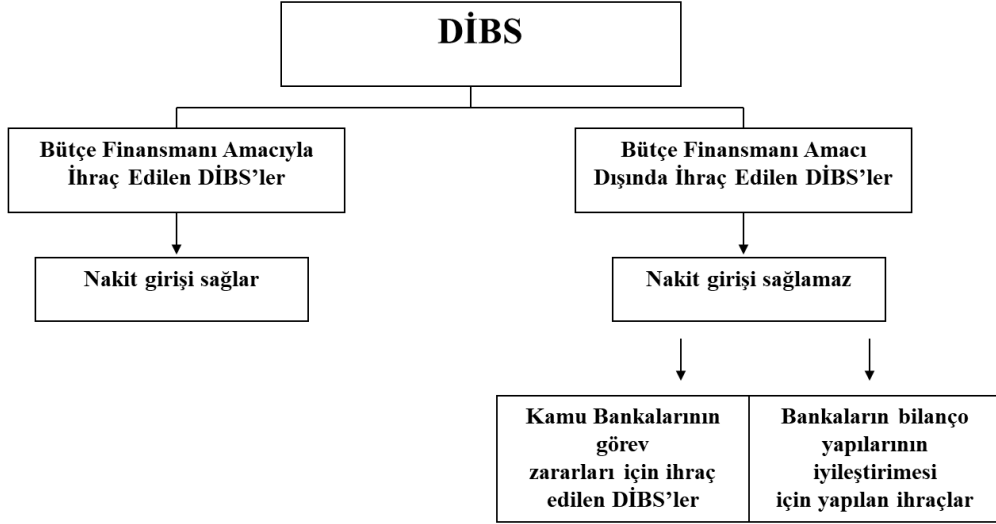 DİBS
Bütçe Finansmanı Amacıyla
İhraç Edilen DİBS’ler
Bütçe Finansmanı Amacı
Dışında İhraç Edilen DİBS’ler
Nakit girişi sağlar
Nakit girişi sağlamaz
Kamu Bankalarının
görev
zararları için ihraç
edilen DİBS’ler
Bankaların bilanço
yapılarının
iyileştirimesi
için yapılan ihraçlar